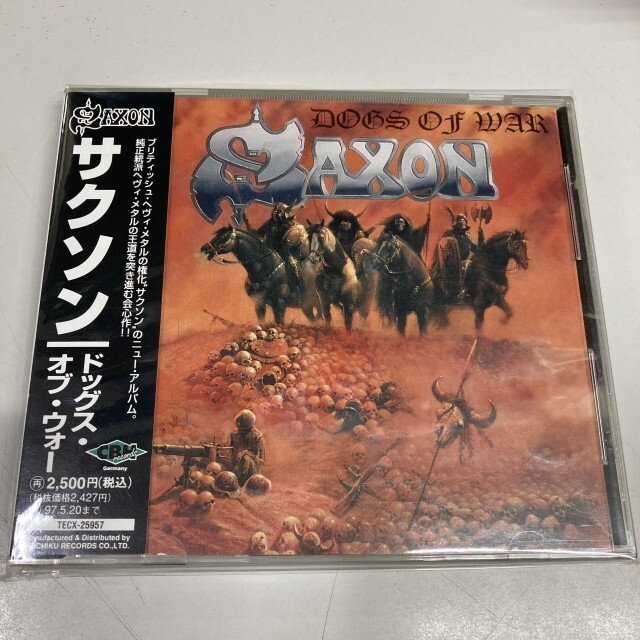 SAXON
サクソン
ドッグス・
オブ・ウォー
ブリティッシュ・ヘヴィ・メタルの権化、サクソンのニュー・アルバム。
純正統派ヘヴィ・メタルの王道を突き進む会心作!!
CBH
records
Germany
再 2,500円(税込)
(税抜価格2,427円)
97.5.20まで
TECX-25957
anufactured & Distributed by
ICHIKU RECORDS CO.,LTD.
DOGS OF WAR
SAXON